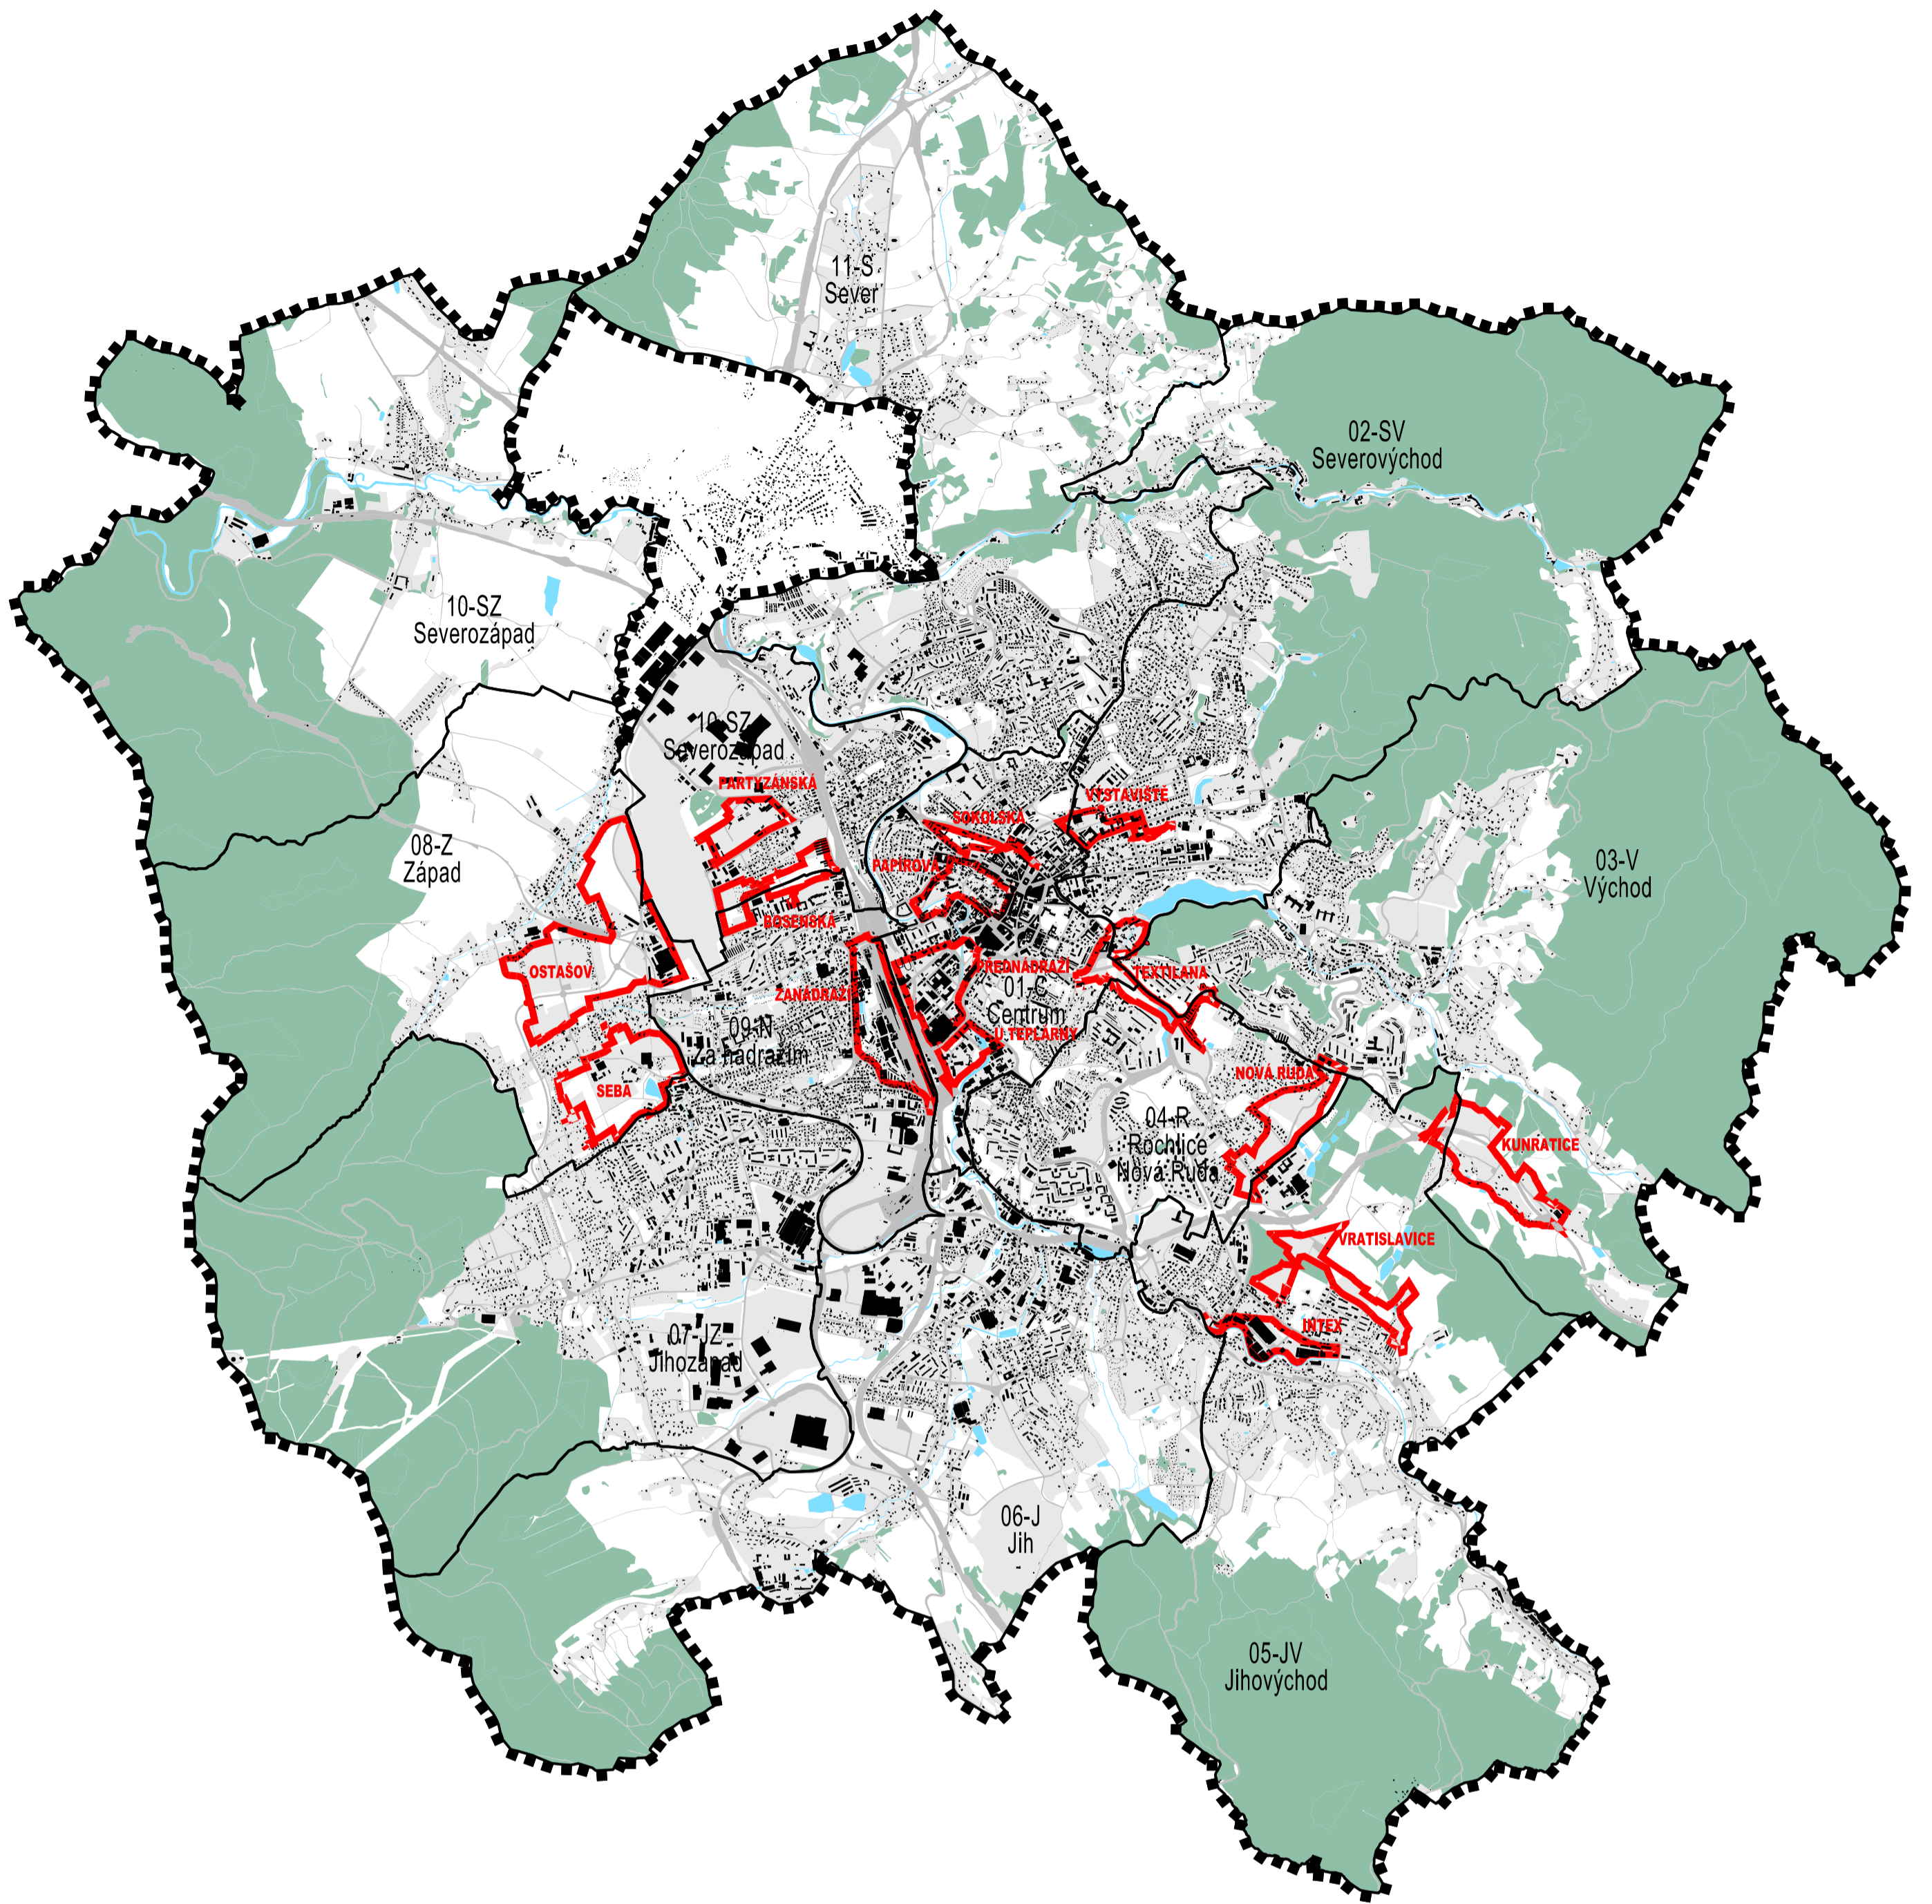 11-S
Sever
02-SV
Severovýchod
10-SZ
Severozápad
10-SZ
Severozápad
PARTYZÁNSKÁ
VÝSTAVIŠTĚ
SOKOLSKÁ
08-Z
Západ
PAPÍROVÁ
03-V
Východ
BOSENSKÁ
OSTAŠOV
PŘEDNÁDRAŽÍ
TEXTILANA
ZANÁDRAŽÍ
01-C
Centrum
09-N
Za nádražím
U TEPLÁRNY
SEBA
NOVÁ RUDA
04-R
Rochlice
Nová Ruda
KUNRATICE
VRATISLAVICE
INTEX
07-JZ
Jihozápad
06-J
Jih
05-JV
Jihovýchod